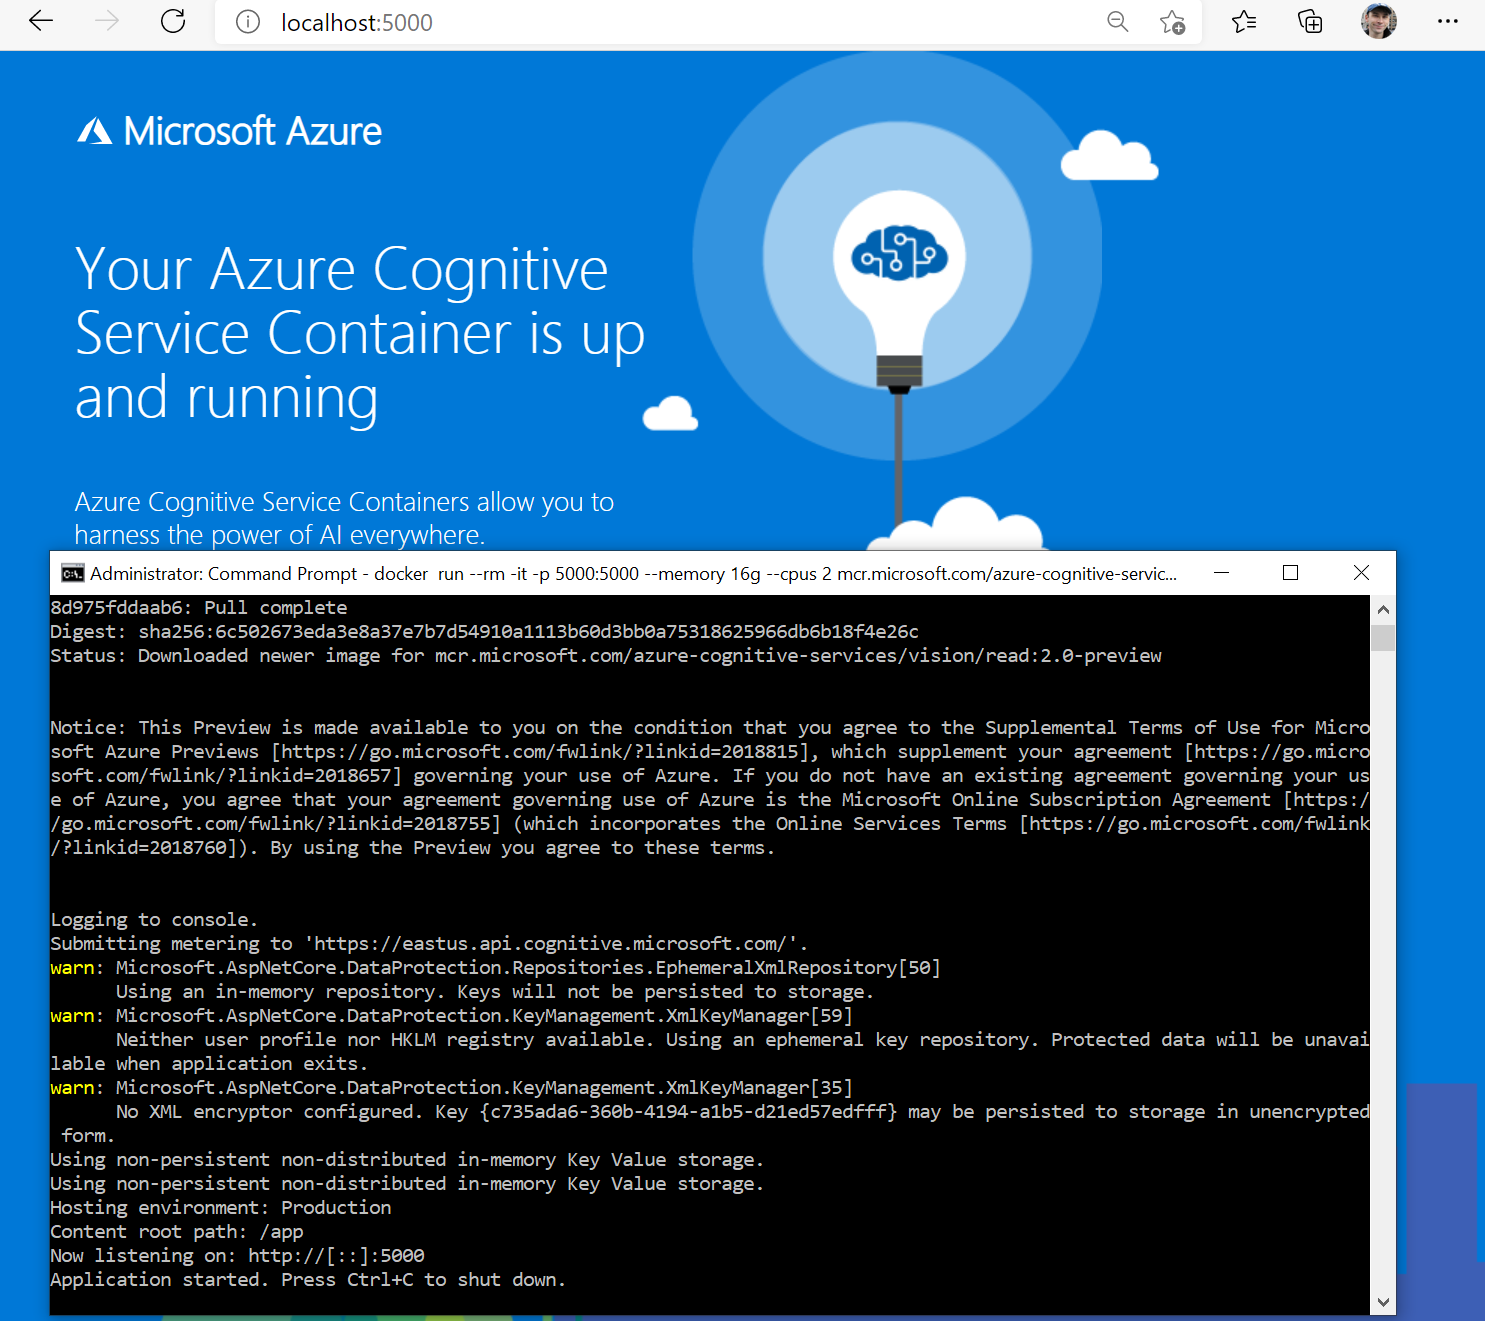 localhost:5000
Microsoft Azure
Your Azure Cognitive
Service Container is up
and running
Azure Cognitive Service Containers allow you to
harness the power of AI everywhere.
Administrator: Command Prompt - docker  run --rm -it -p 5000:5000 --memory 16g --cpus 2 mcr.microsoft.com/azure-cognitive-servic...
8d975fddaab6: Pull complete
Digest: sha256:6c502673eda3e8a37e7b7d54910a1113b60d3bb0a75318625966db6b18f4e26c
Status: Downloaded newer image for mcr.microsoft.com/azure-cognitive-services/vision/read:2.0-preview
Notice: This Preview is made available to you on the condition that you agree to the Supplemental Terms of Use for Micro
soft Azure Previews [https://go.microsoft.com/fwlink/?linkid=2018815], which supplement your agreement [https://go.micro
soft.com/fwlink/?linkid=2018657] governing your use of Azure. If you do not have an existing agreement governing your us
e of Azure, you agree that your agreement governing use of Azure is the Microsoft Online Subscription Agreement [https:/
/go.microsoft.com/fwlink/?linkid=2018755] (which incorporates the Online Services Terms [https://go.microsoft.com/fwlink
/?linkid=2018760]). By using the Preview you agree to these terms.
Logging to console.
Submitting metering to 'https://eastus.api.cognitive.microsoft.com/'.
warn: Microsoft.AspNetCore.DataProtection.Repositories.EphemeralXmlRepository[50]
Using an in-memory repository. Keys will not be persisted to storage.
warn: Microsoft.AspNetCore.DataProtection.KeyManagement.XmlKeyManager[59]
Neither user profile nor HKLM registry available. Using an ephemeral key repository. Protected data will be unavai
lable when application exits.
warn: Microsoft.AspNetCore.DataProtection.KeyManagement.XmlKeyManager[35]
No XML encryptor configured. Key {c735ada6-360b-4194-a1b5-d21ed57edfff} may be persisted to storage in unencrypted
form.
Using non-persistent non-distributed in-memory Key Value storage.
Using non-persistent non-distributed in-memory Key Value storage.
Hosting environment: Production
Content root path: /app
Now listening on: http://[::]:5000
Application started. Press Ctrl+C to shut down.